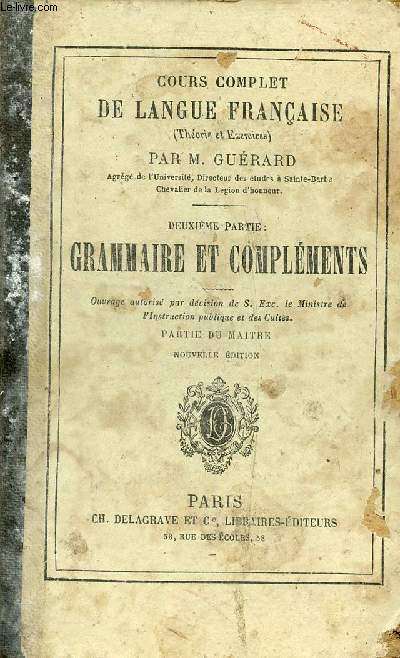 Le-livre.com
COURS COMPLET
DE LANGUE FRANÇAISE
(Théorie et Exercices)
PAR M. GUÉRARD
Agrégé de l'Université, Directeur des études à Sainte-Barbe
Chevalier de la Légion d'honneur.
DEUXIÈME PARTIE:
GRAMMAIRE ET COMPLÉMENTS
Ouvrage autorisé par décision de S. Exc. le Ministre de
l'Instruction publique et des Cultes.
PARTIE DU MAITRE
NOUVELLE ÉDITION
PARIS
CH. DELAGRAVE ET Cie, LIBRAIRES-ÉDITEURS
58, RUE DES ÉCOLES, 58